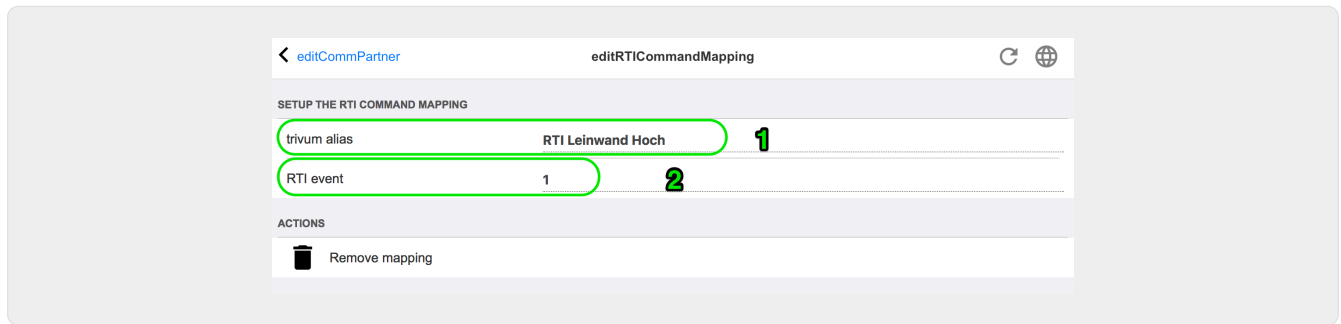 editCommPartner editRTICommandMapping
SETUP THE RTI COMMAND MAPPING
trivum alias RTI Leinwand Hoch 1
RTI event 1 2
ACTIONS
Remove mapping